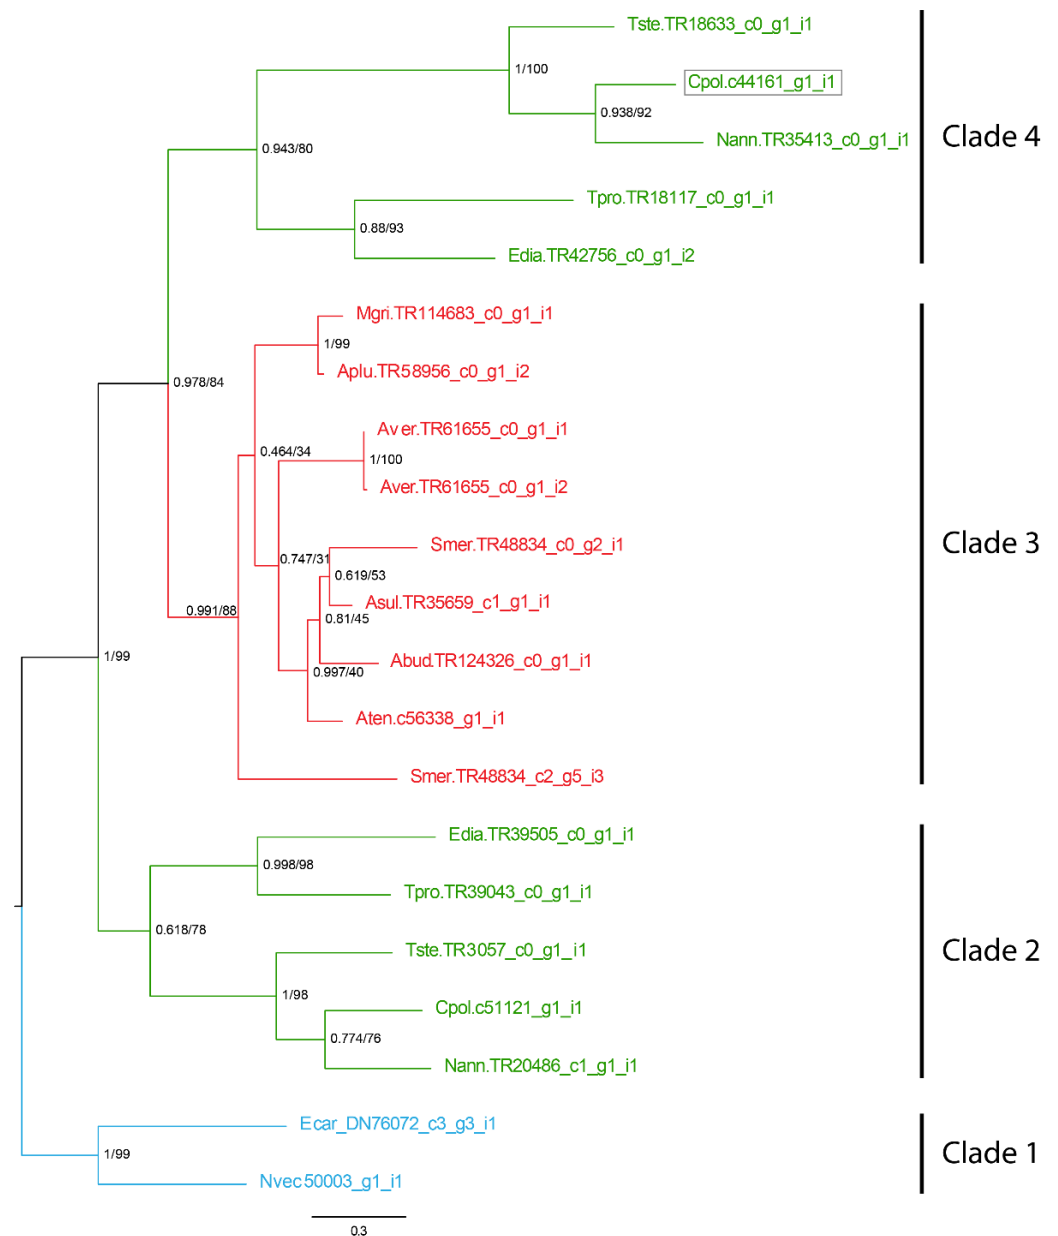 Tste.TR18633_c0_g1_i1
1/100
Cpol.c44161_g1_i1
0.938/92
Clade 4
Nann.TR35413_c0_g1_i1
0.943/80
Tpro.TR18117_c0_g1_i1
0.88/93
Edia.TR42756_c0_g1_i2
Mgri.TR114683_c0_g1_i1
1/99
Aplu.TR58956_c0_g1_i2
0.978/84
Aver.TR61655_c0_g1_i1
0.464/34
1/100
Aver.TR61655_c0_g1_i2
Clade 3
Smer.TR48834_c0_g2_i1
0.747/31
0.619/53
Asul.TR35659_c1_g1_i1
0.991/88
0.81/45
Abud.TR124326_c0_g1_i1
1/99
0.997/40
Aten.c56338_g1_i1
Smer.TR48834_c2_g5_i3
Edia.TR39505_c0_g1_i1
0.998/98
Tpro.TR39043_c0_g1_i1
0.618/78
Tste.TR3057_c0_g1_i1
Clade 2
1/98
Cpol.c51121_g1_i1
0.774/76
Nann.TR20486_c1_g1_i1
Ecar_DN76072_c3_g3_i1
1/99
Clade 1
Nvec50003_g1_i1
0.3